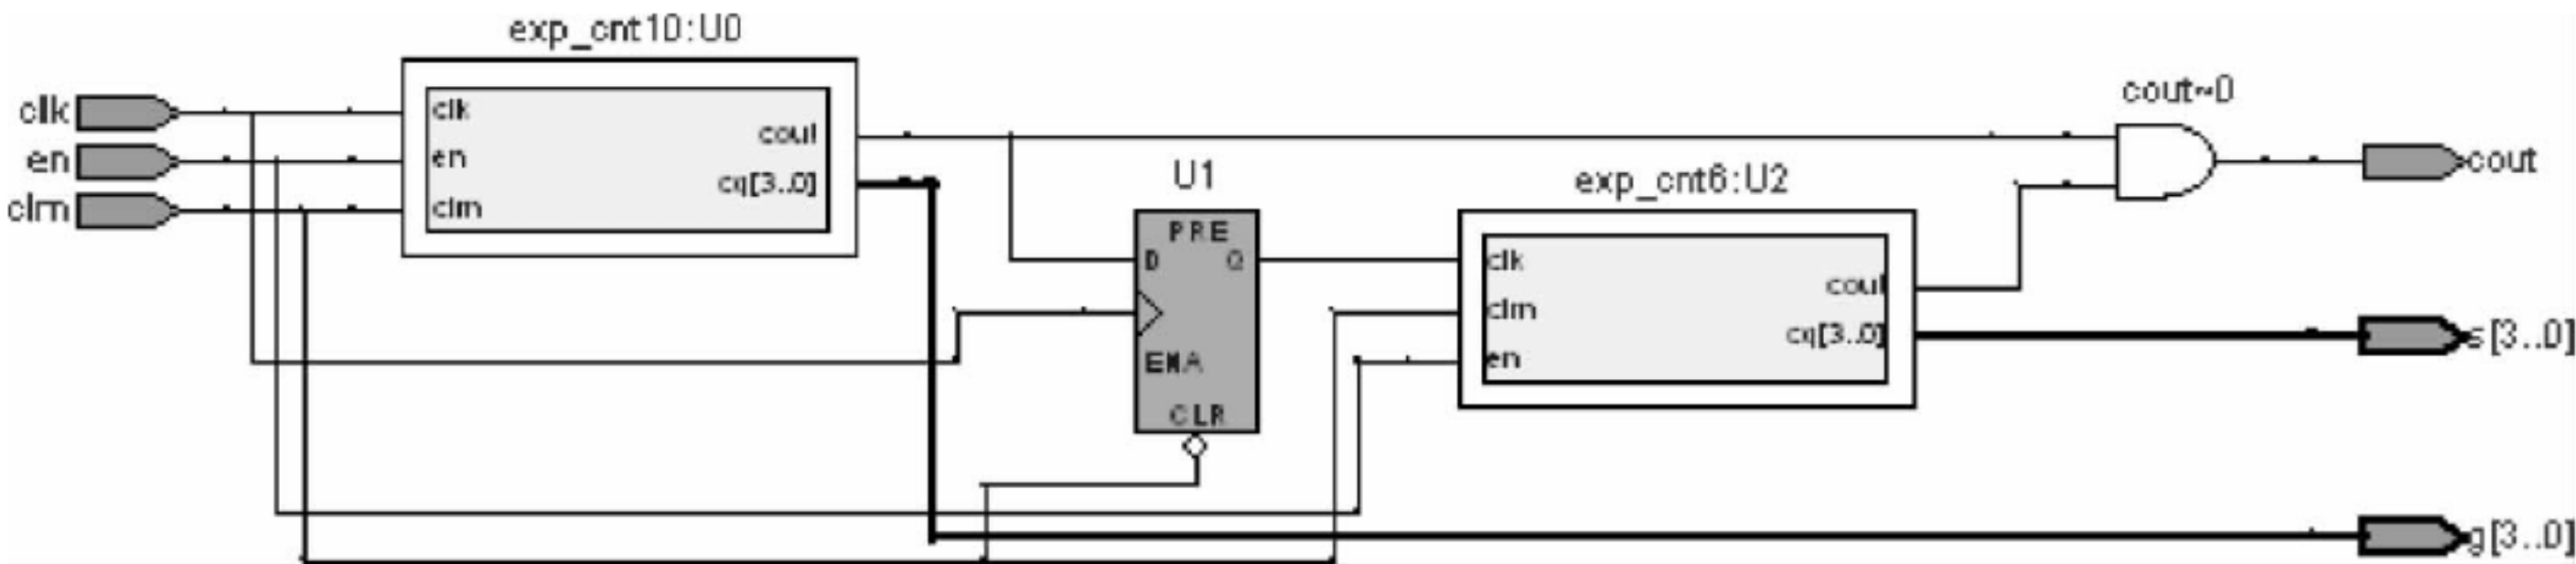 exp_cnt10:U0
clk
en
clrn
clk
en
clrn
cout
cq[3..0]
U1
PRE
D
Q
ENA
CLR
exp_cnt6:U2
clk
clrn
en
cout
cq[3..0]
cout~0
cout
s[3..0]
g[3..0]